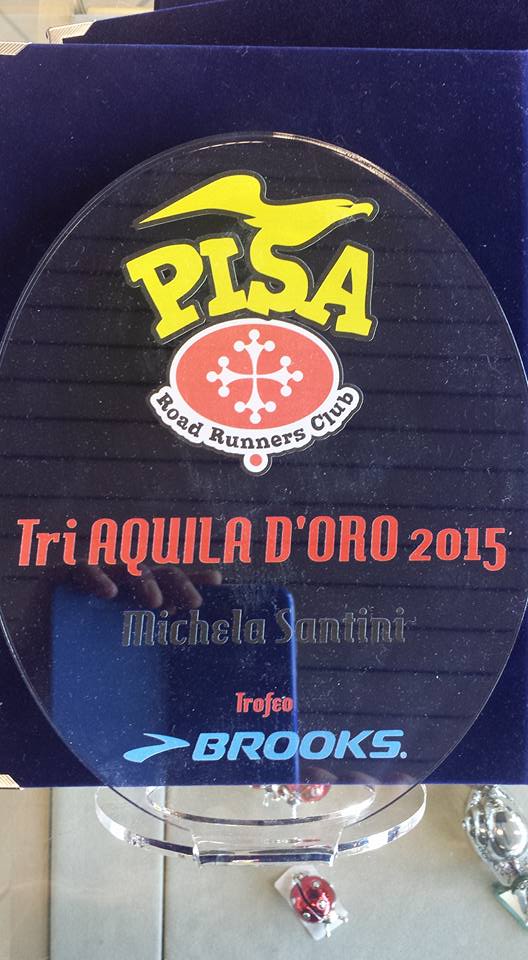 PISA
Road Runners Club
Tri AQUILA D'ORO 2015
Michela Santini
Trofeo
BROOKS®